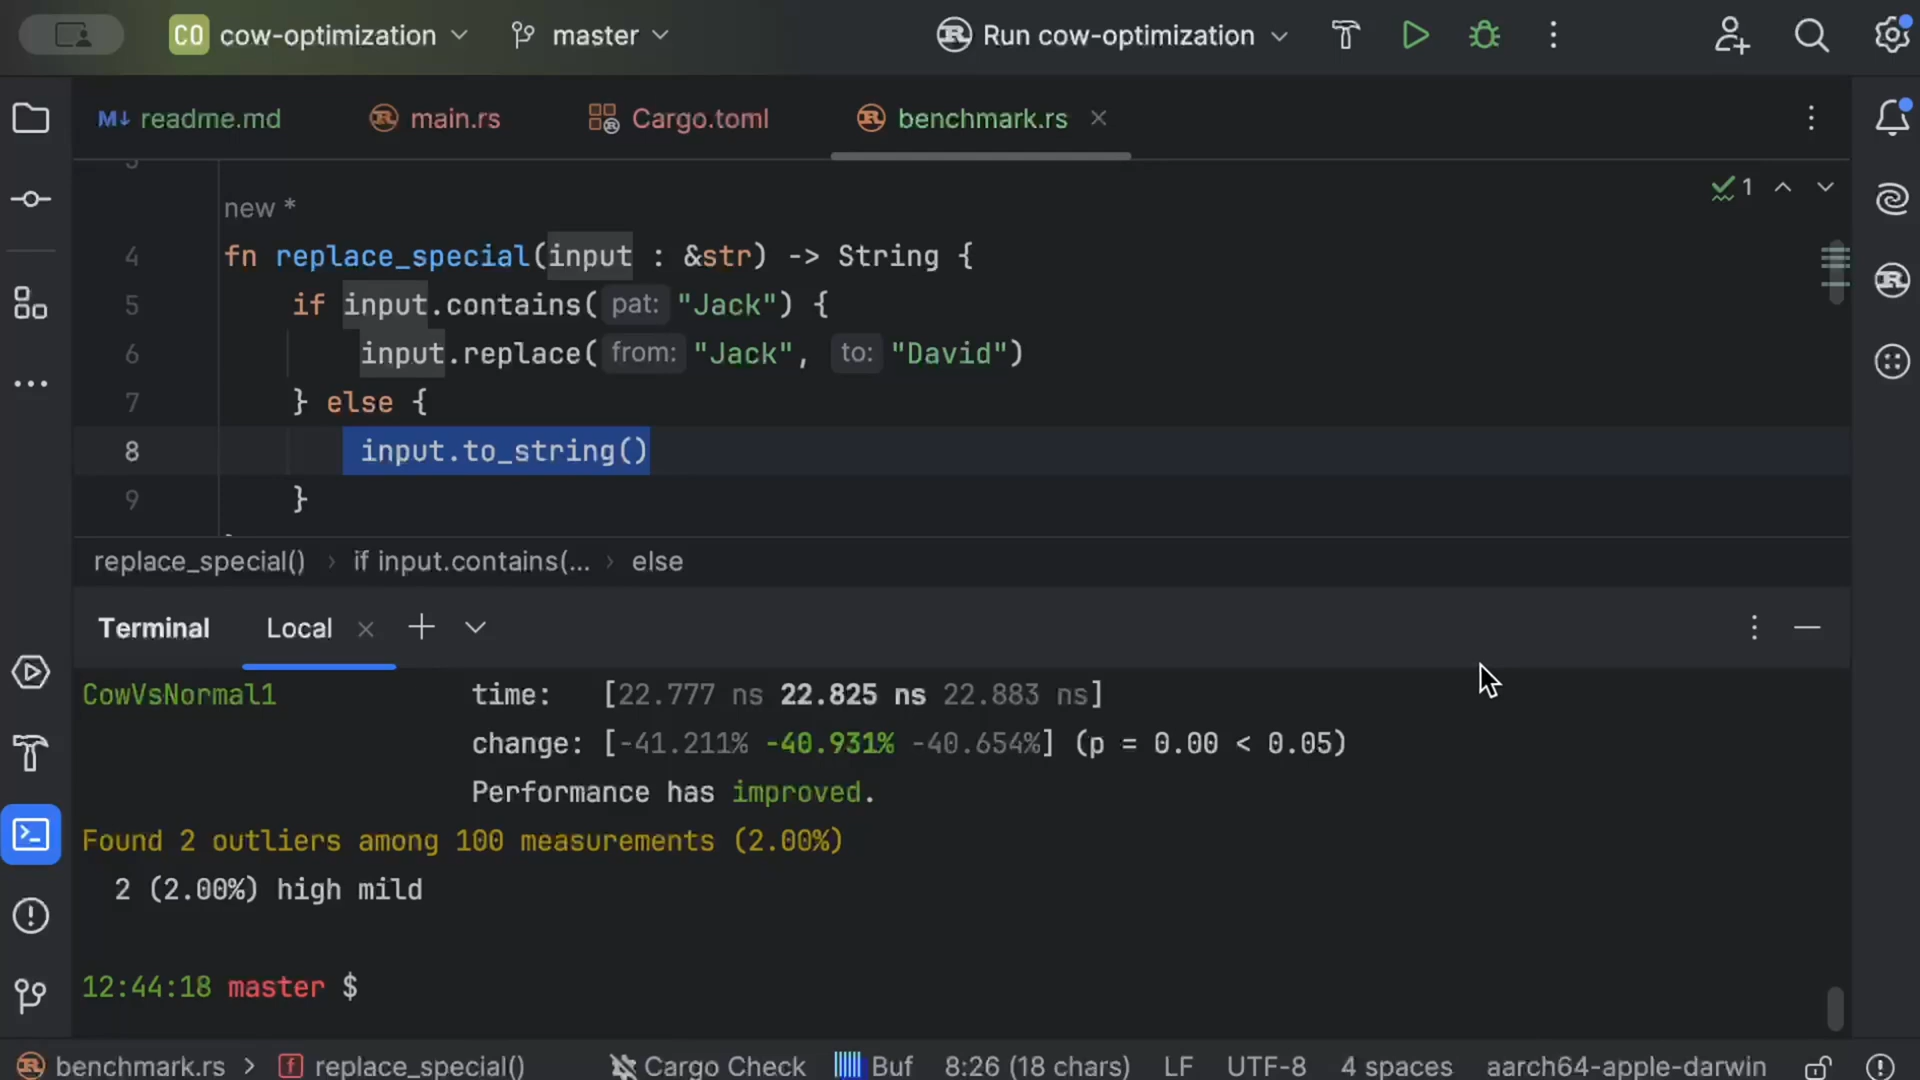 CO cow-optimization master Run cow-optimization
M↓ readme.md main.rs Cargo.toml benchmark.rs
3
new *
1
4 fn replace_special(input : &str) -> String {
5 if input.contains( pat: "Jack") {
6 input.replace( from: "Jack", to: "David")
7 } else {
8 input.to_string()
9 }
replace_special() › if input.contains(... › else
Terminal Local
CowVsNormal1 time: [22.777 ns 22.825 ns 22.883 ns]
change: [-41.211% -40.931% -40.654%] (p = 0.00 < 0.05)
Performance has improved.
Found 2 outliers among 100 measurements (2.00%)
2 (2.00%) high mild
12:44:18 master $
benchmark.rs > f replace_special() Cargo Check Buf 8:26 (18 chars) LF UTF-8 4 spaces aarch64-apple-darwin